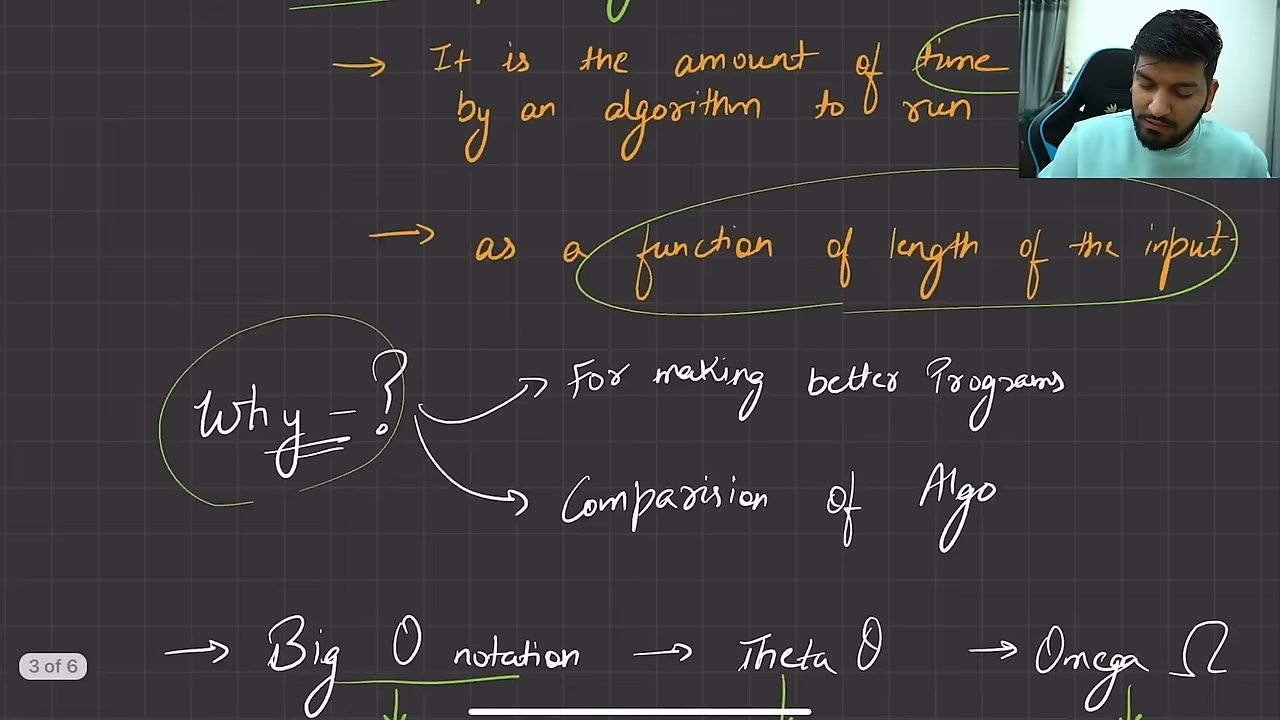 → It is the amount of time
by an algorithm to run
→ as a function of length of the input
Why - ?
→ For making better Programs
→ Comparision of Algo
→ Big O notation → Theta Θ → Omega Ω
3 of 6